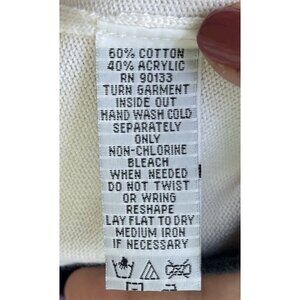 60% COTTON
40% ACRYLIC
RN 90133
TURN GARMENT
INSIDE OUT
HAND WASH COLD
SEPARATELY
ONLY
NON-CHLORINE
BLEACH
WHEN NEEDED
DO NOT TWIST
OR WRING
RESHAPE
LAY FLAT TO DRY
MEDIUM IRON
IF NECESSARY